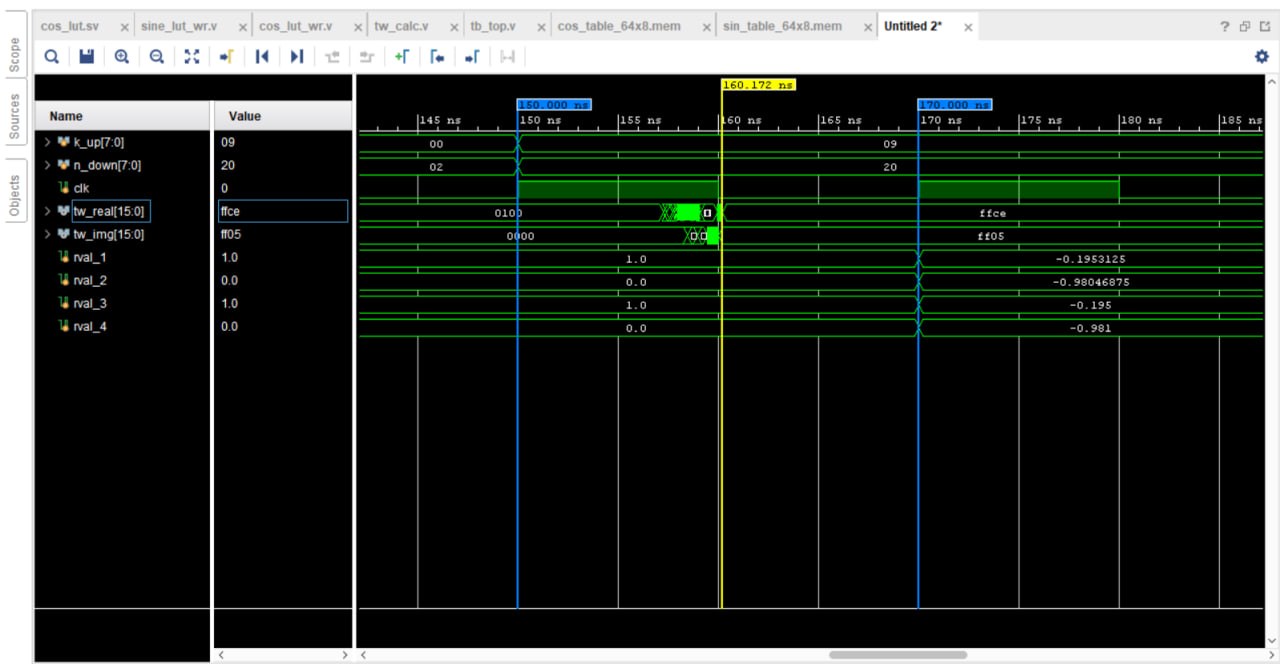 cos_lut.sv × sine_lut_wr.v × cos_lut_wr.v × tw_calc.v × tb_top.v × cos_table_64x8.mem × sin_table_64x8.mem × Untitled 2* × ?
Scope
Sources
Objects
160.172 ns
150.000 ns 170.000 ns
Name Value 145 ns 150 ns 155 ns 160 ns 165 ns 170 ns 175 ns 180 ns 185 ns
> k_up[7:0] 09 00 09
> n_down[7:0] 20 02 20
clk 0
> tw_real[15:0] ffce 0100 ffce
> tw_img[15:0] ff05 0000 ff05
rval_1 1.0 1.0 -0.1953125
rval_2 0.0 0.0 -0.98046875
rval_3 1.0 1.0 -0.195
rval_4 0.0 0.0 -0.981